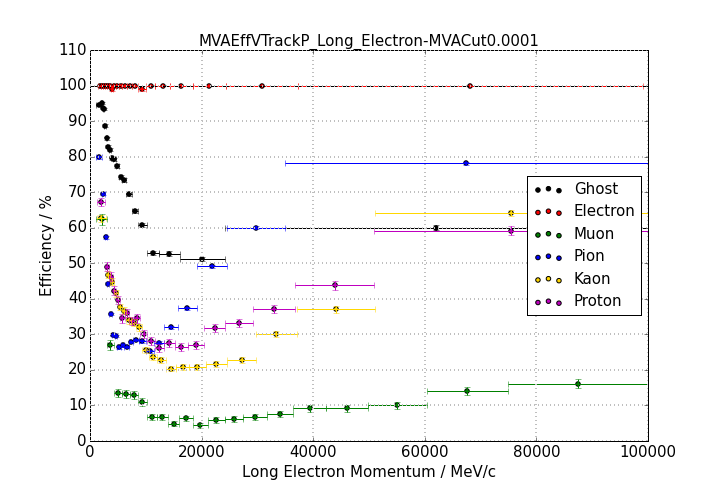 MVAEffVTrackP_Long_Electron-MVACut0.0001
110
100
90
80
70
60
50
40
30
20
10
0
Efficiency / %
Ghost
Electron
Muon
Pion
Kaon
Proton
0 20000 40000 60000 80000 100000
Long Electron Momentum / MeV/c